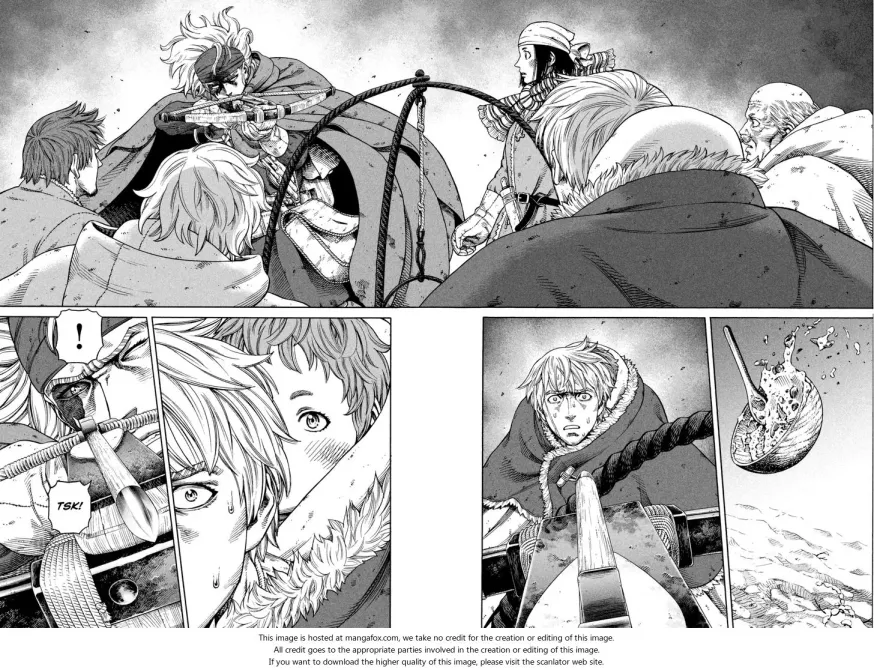 !
TSK!
This image is hosted at mangafox.com, we take no credit for the creation or editing of this image.
All credit goes to the appropriate parties involved in the creation or editing of this image.
If you want to download the higher quality of this image, please visit the scanlator web site.